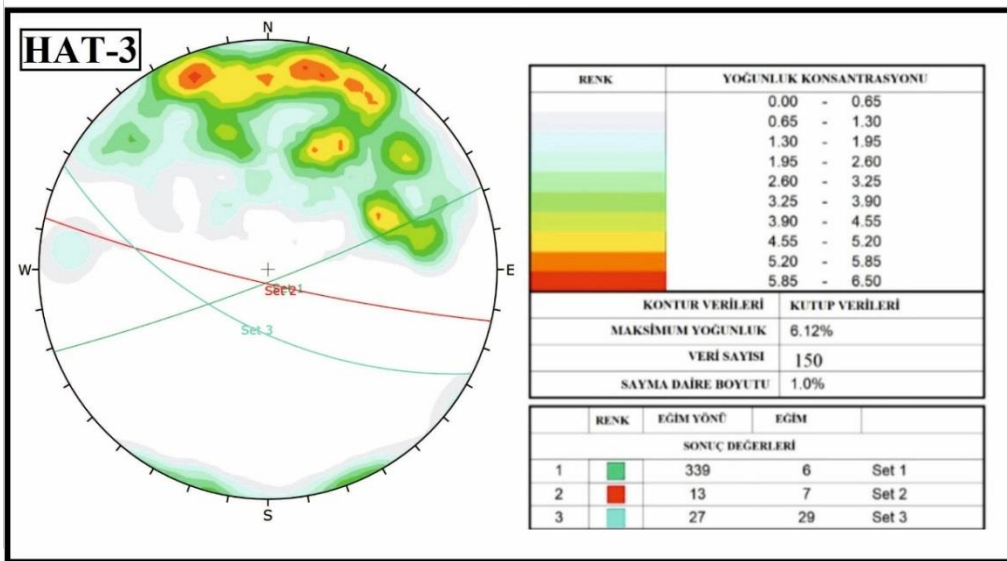 HAT-3
N
W
E
S
Set 1
Set 2
Set 3
RENK YOĞUNLUK KONSANTRASYONU
0.00 - 0.65
0.65 - 1.30
1.30 - 1.95
1.95 - 2.60
2.60 - 3.25
3.25 - 3.90
3.90 - 4.55
4.55 - 5.20
5.20 - 5.85
5.85 - 6.50
KONTUR VERİLERİ KUTUP VERİLERİ
MAKSİMUM YOĞUNLUK 6.12%
VERİ SAYISI 150
SAYMA DAİRE BOYUTU 1.0%
RENK EĞİM YÖNÜ EĞİM
SONUÇ DEĞERLERİ
1 339 6 Set 1
2 13 7 Set 2
3 27 29 Set 3